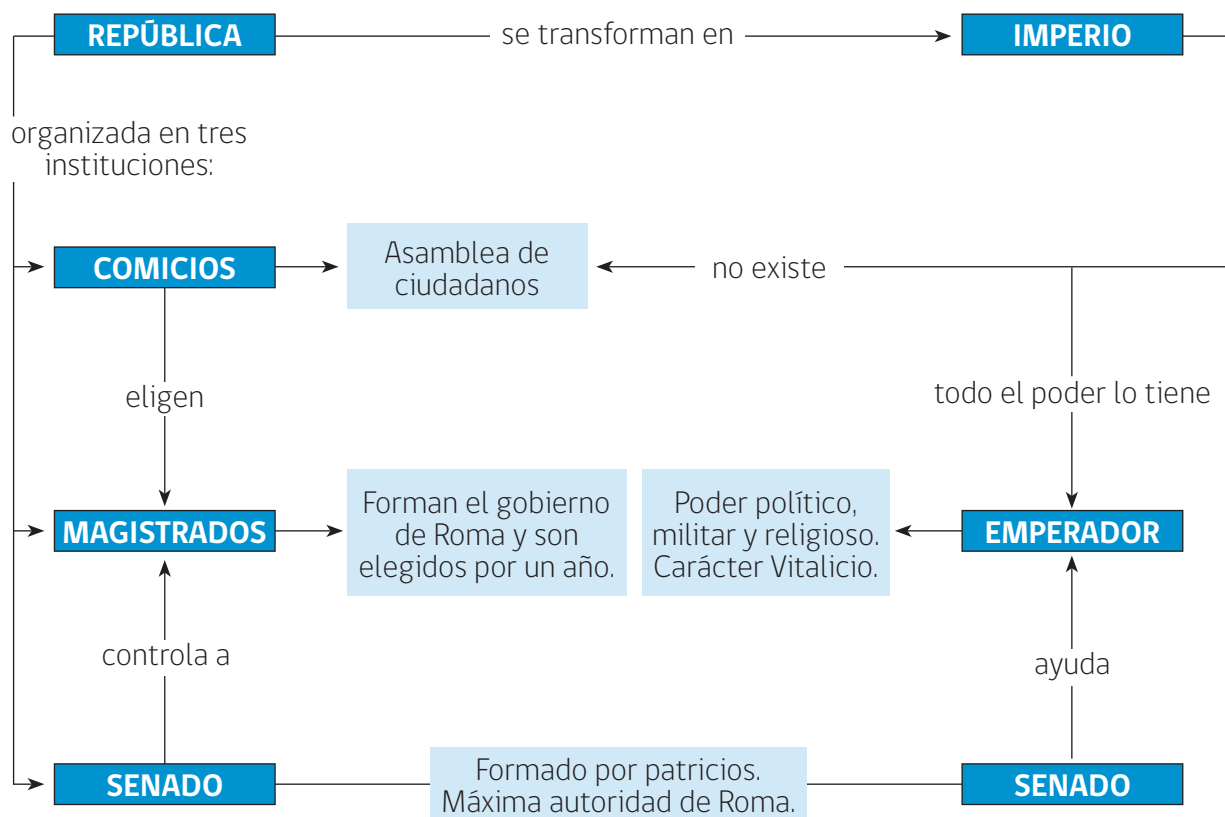 REPÚBLICA
se transforman en
IMPERIO
organizada en tres
instituciones:
COMICIOS
Asamblea de
ciudadanos
no existe
eligen
todo el poder lo tiene
MAGISTRADOS
Forman el gobierno
de Roma y son
elegidos por un año.
Poder político,
militar y religioso.
Carácter Vitalicio.
EMPERADOR
controla a
ayuda
SENADO
Formado por patricios.
Máxima autoridad de Roma.
SENADO